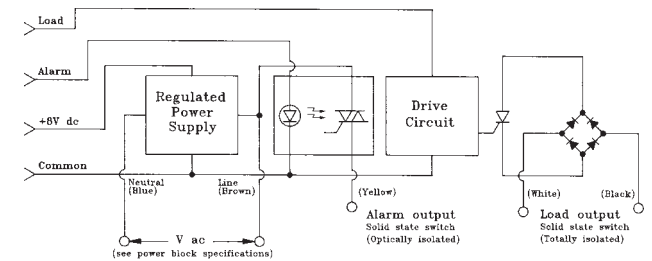 Load
Alarm
+8V dc
Common
Regulated
Power
Supply
Drive
Circuit
Neutral
(Blue)
Line
(Brown)
(Yellow)
(White)
(Black)
Alarm output
Solid state switch
(Optically isolated)
Load output
Solid state switch
(Totally isolated)
V ac
(see power block specifications)